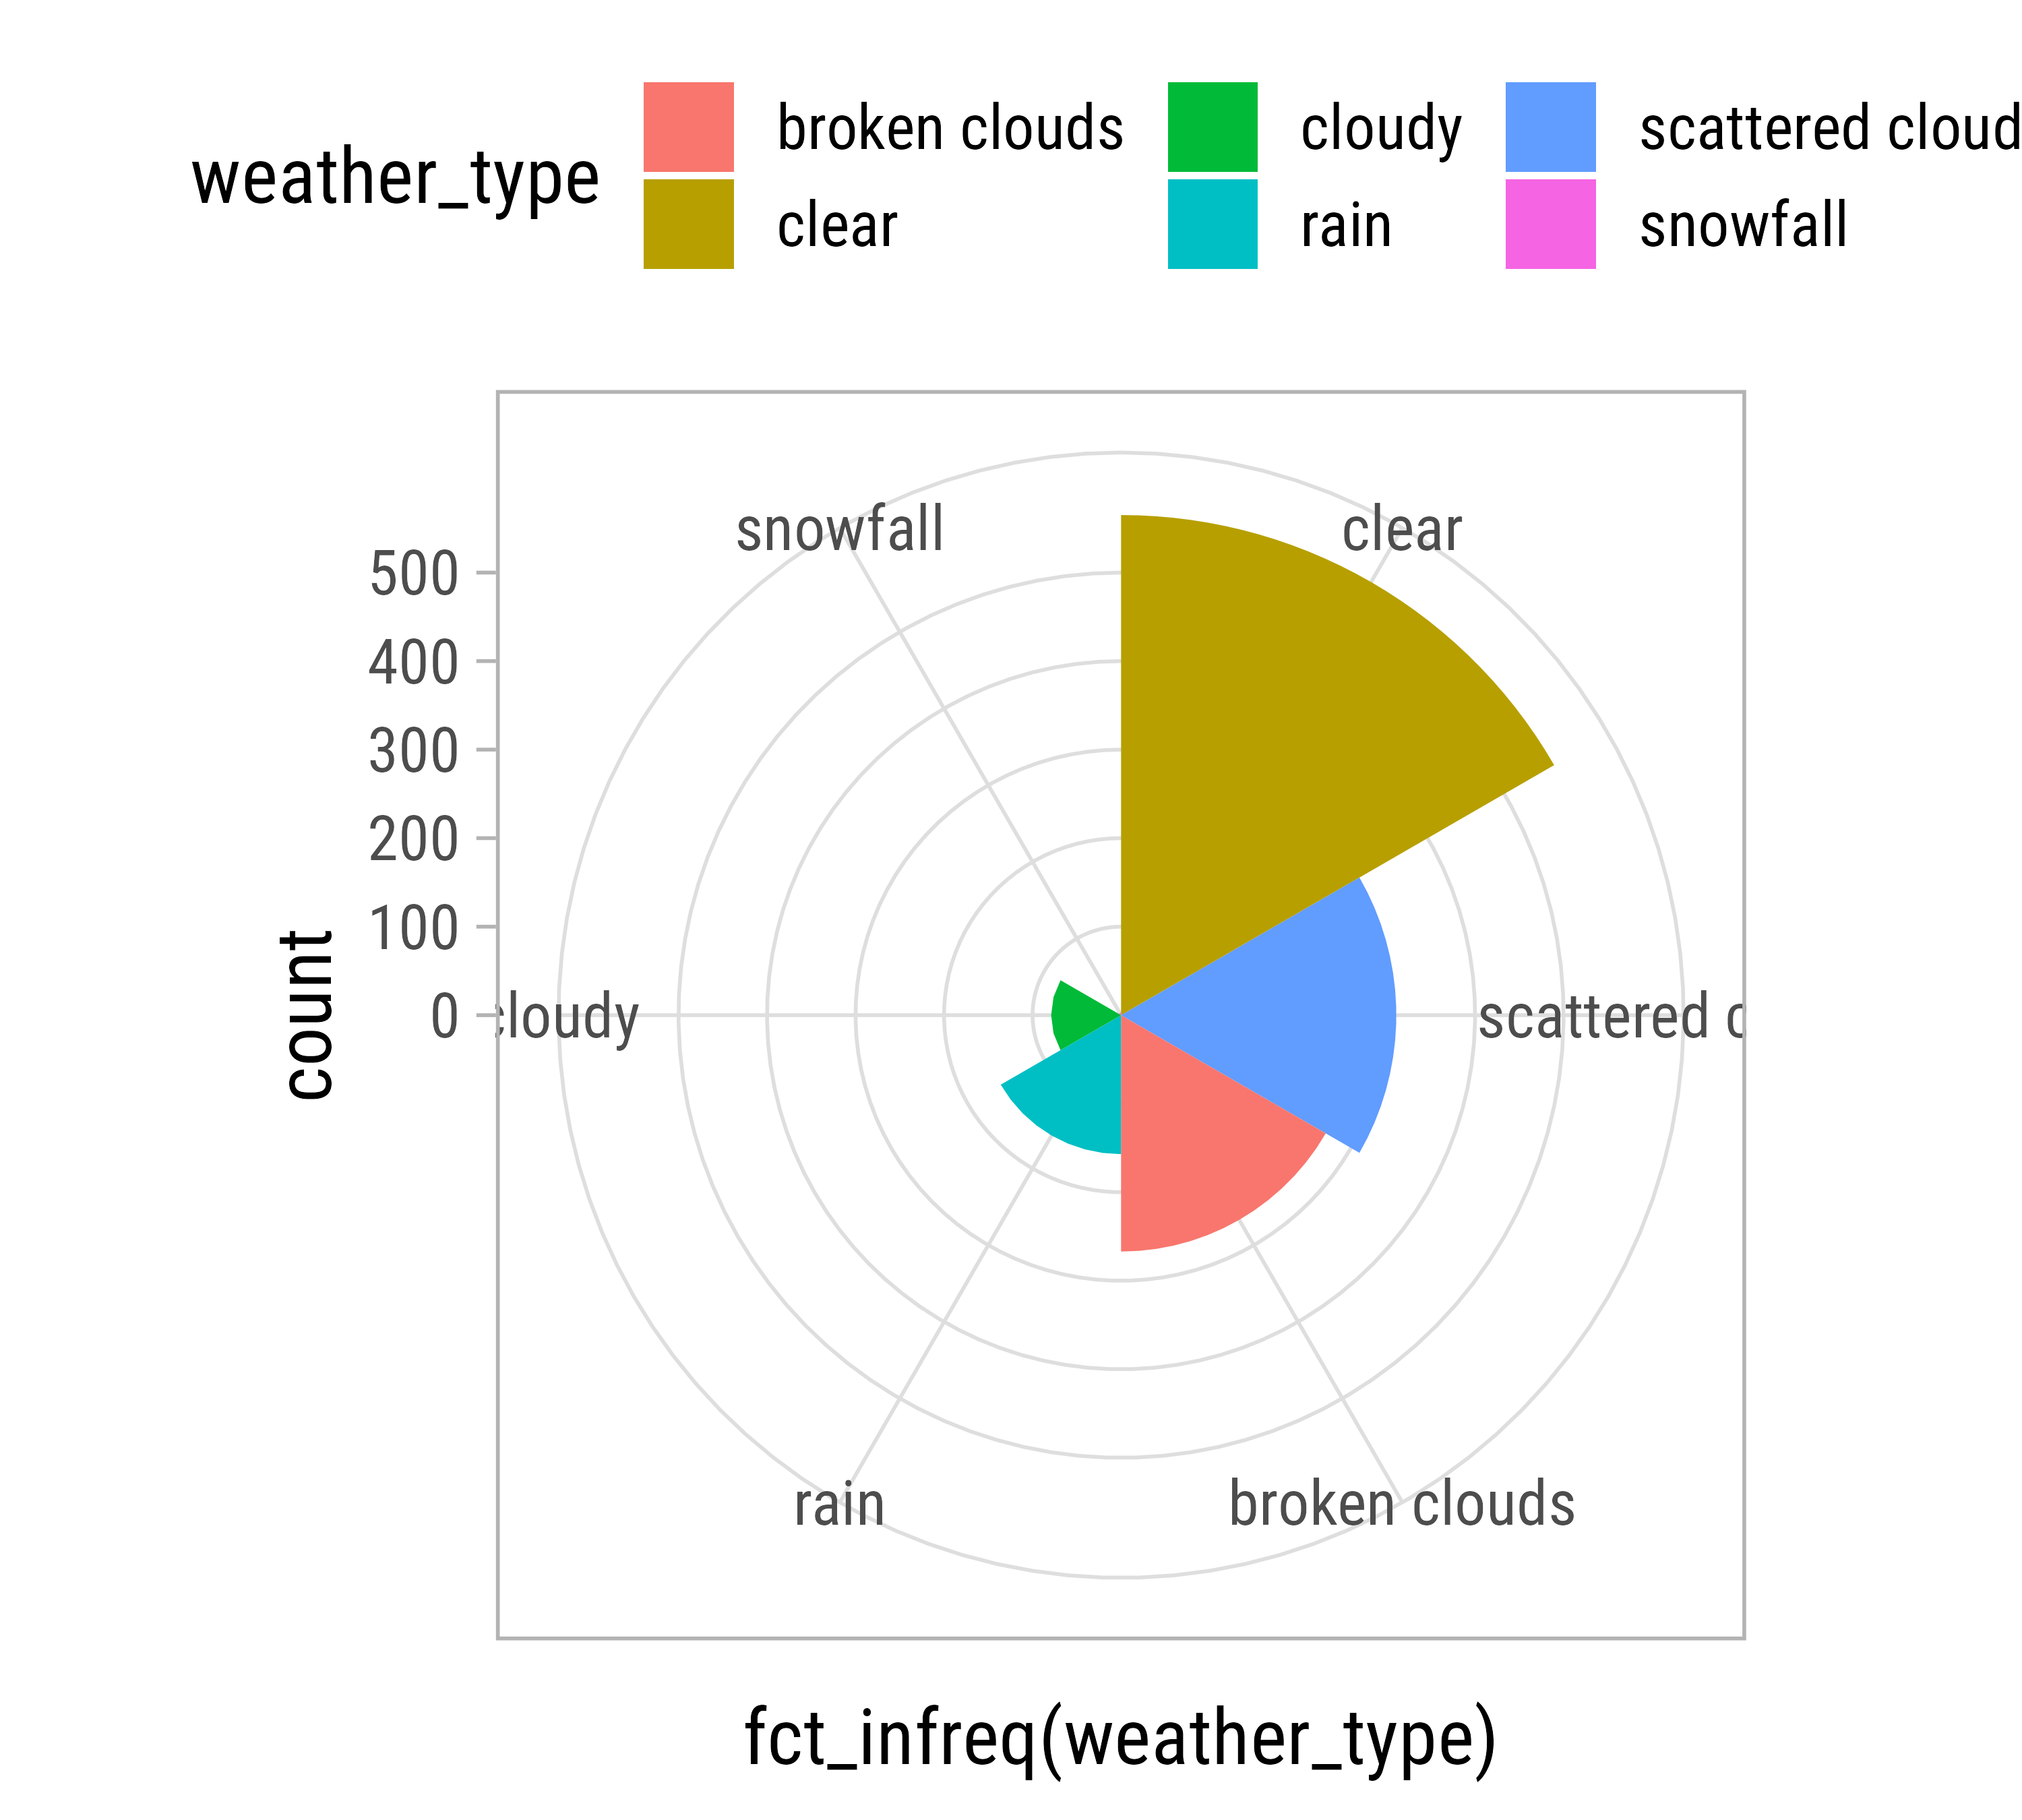 broken clouds cloudy scattered cloud
weather_type
clear rain snowfall
snowfall clear
500
400
300
200
100
0
count
cloudy scattered c
rain broken clouds
fct_infreq(weather_type)